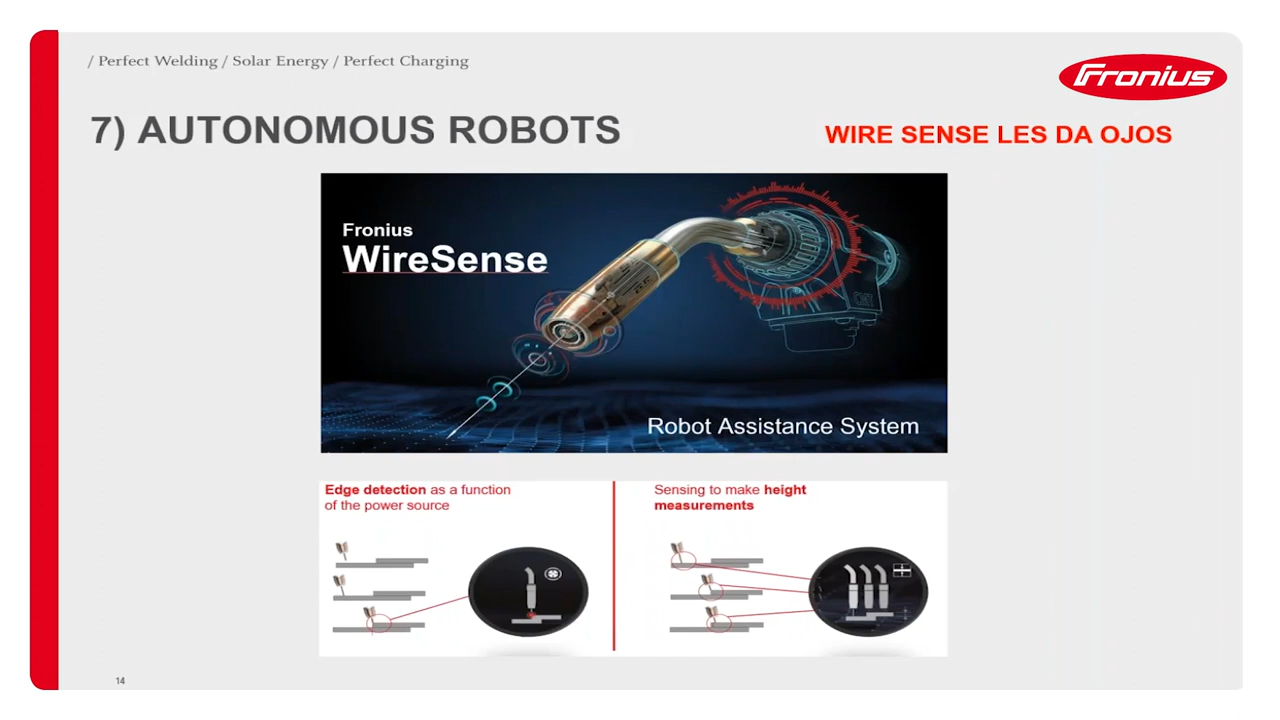 / Perfect Welding / Solar Energy / Perfect Charging
Fronius
7) AUTONOMOUS ROBOTS
WIRE SENSE LES DA OJOS
Fronius
WireSense
Robot Assistance System
Edge detection as a function
of the power source
Sensing to make height
measurements
14